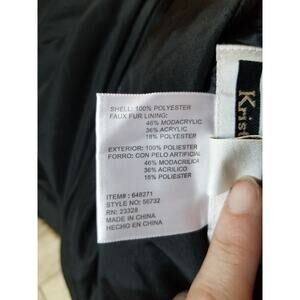 SHELL: 100% POLYESTER
FAUX FUR LINING:
46% MODACRYLIC
36% ACRYLIC
18% POLYESTER
EXTERIOR: 100% POLIESTER
FORRO: CON PELO ARTIFICIAL
46% MODACRILICA
36% ACRILICO
18% POLIESTER
ITEM#: 648271
STYLE NO: 56732
RN: 23328
MADE IN CHINA
HECHO EN CHINA